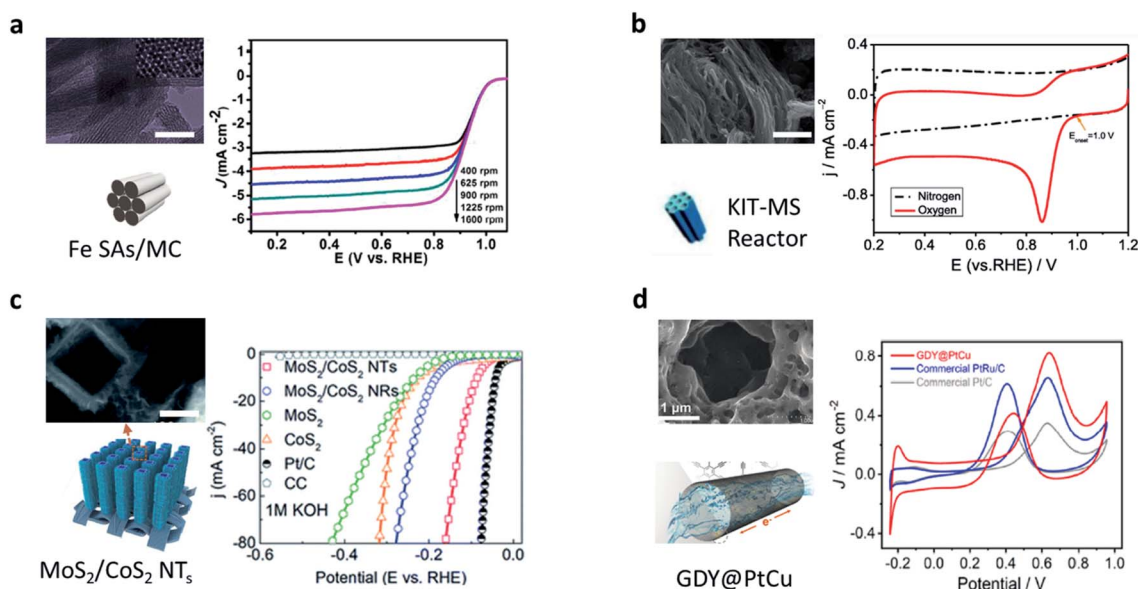 a
J (mA cm⁻²)
1
0
-1
-2
-3
-4
-5
-6
400 rpm
625 rpm
900 rpm
1225 rpm
1600 rpm
0.2 0.4 0.6 0.8 1.0
E (V vs. RHE)
Fe SAs/MC
b
j / mA cm⁻²
0.4
0.0
-0.4
-0.8
E_onset=1.0 V
Nitrogen
Oxygen
0.2 0.4 0.6 0.8 1.0 1.2
E (vs.RHE) / V
KIT-MS
Reactor
c
j (mA cm⁻²)
0
-20
-40
-60
-80
MoS₂/CoS₂ NTs
MoS₂/CoS₂ NRs
MoS₂
CoS₂
Pt/C
CC
1M KOH
-0.6 -0.4 -0.2 0.0
Potential (E vs. RHE)
MoS₂/CoS₂ NTₛ
d
1 µm
J / mA cm⁻²
0.8
0.4
0.0
-0.4
GDY@PtCu
Commercial PtRu/C
Commercial Pt/C
-0.2 0.0 0.2 0.4 0.6 0.8 1.0
Potential / V
e⁻
GDY@PtCu